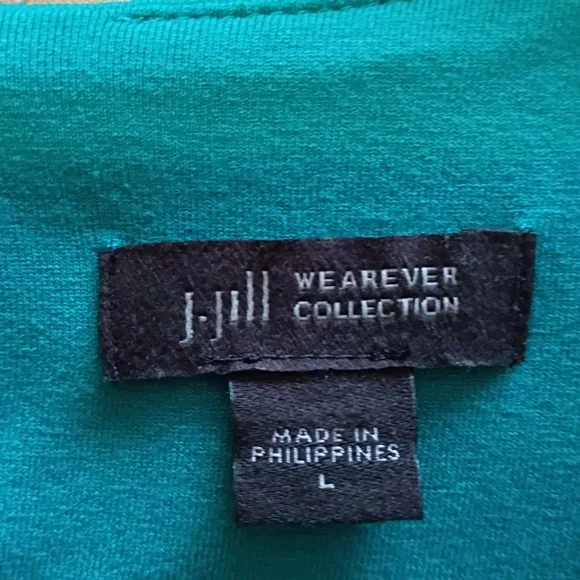 J.Jill WEAREVER
COLLECTION
MADE IN
PHILIPPINES
L